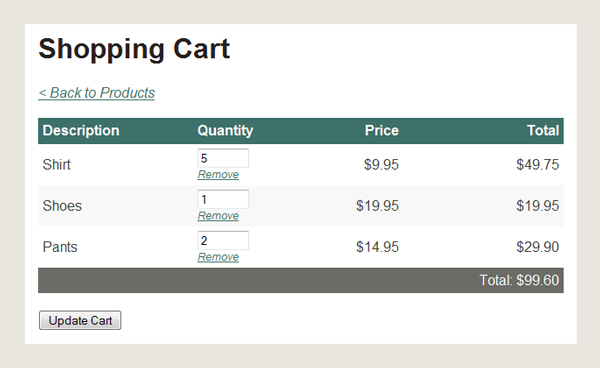 Shopping Cart
< Back to Products
Description Quantity Price Total
Shirt 5 $9.95 $49.75
Remove
Shoes 1 $19.95 $19.95
Remove
Pants 2 $14.95 $29.90
Remove
Total: $99.60
Update Cart